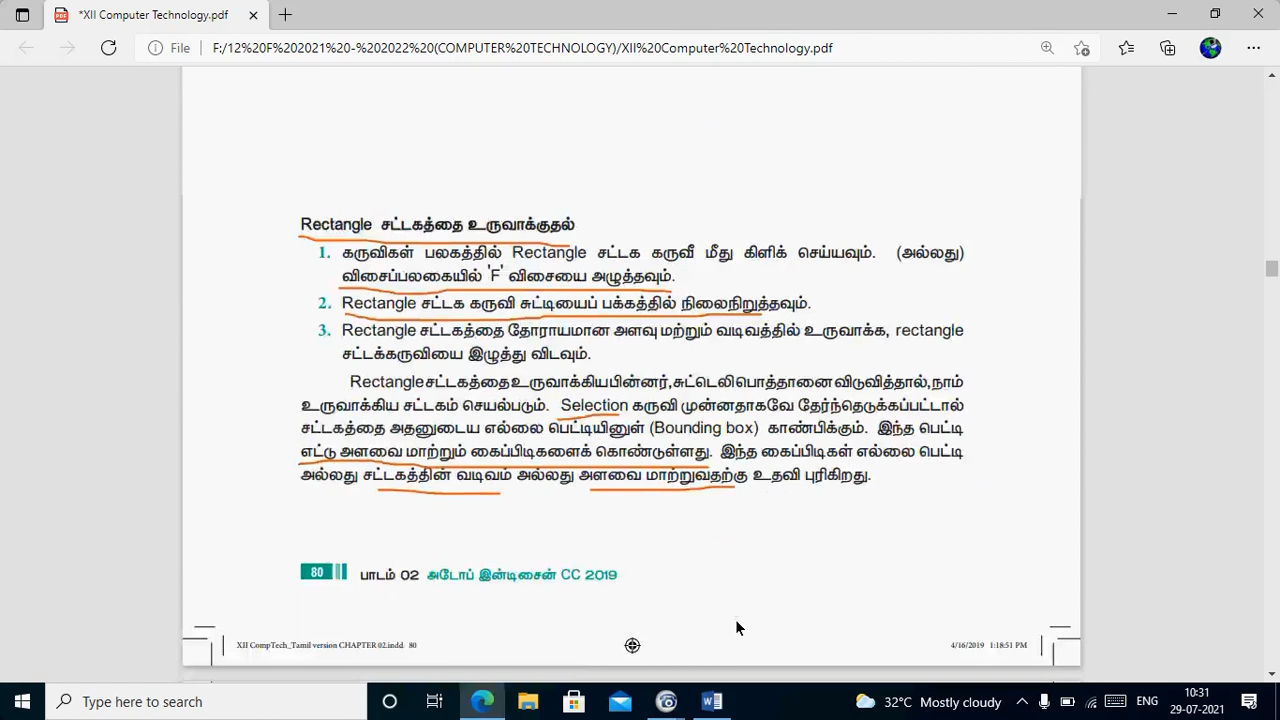 *XII Computer Technology.pdf
File F:/12%20F%202021%20-%202022%20(COMPUTER%20TECHNOLOGY)/XII%20Computer%20Technology.pdf
Rectangle சட்டகத்தை உருவாக்குதல்
1. கருவிகள் பலகத்தில் Rectangle சட்டக கருவீ மீது கிளிக் செய்யவும். (அல்லது)
விசைப்பலகையில் 'F' விசையை அழுத்தவும்.
2. Rectangle சட்டக கருவி சுட்டியைப் பக்கத்தில் நிலைநிறுத்தவும்.
3. Rectangle சட்டகத்தை தோராயமான அளவு மற்றும் வடிவத்தில் உருவாக்க, rectangle
சட்டக்கருவியை இழுத்து விடவும்.
Rectangle சட்டகத்தை உருவாக்கிய பின்னர், சுட்டெலி பொத்தானை விடுவித்தால், நாம்
உருவாக்கிய சட்டகம் செயல்படும். Selection கருவி முன்னதாகவே தேர்ந்தெடுக்கப்பட்டால்
சட்டகத்தை அதனுடைய எல்லை பெட்டியினுள் (Bounding box) காண்பிக்கும். இந்த பெட்டி
எட்டு அளவை மாற்றும் கைப்பிடிகளைக் கொண்டுள்ளது. இந்த கைப்பிடிகள் எல்லை பெட்டி
அல்லது சட்டகத்தின் வடிவம் அல்லது அளவை மாற்றுவதற்கு உதவி புரிகிறது.
80 பாடம் 02 அடோப் இன்டிசைன் CC 2019
XII CompTech_Tamil version CHAPTER 02.indd 80 4/16/2019 1:18:51 PM
Type here to search 32°C Mostly cloudy ENG 10:31
29-07-2021